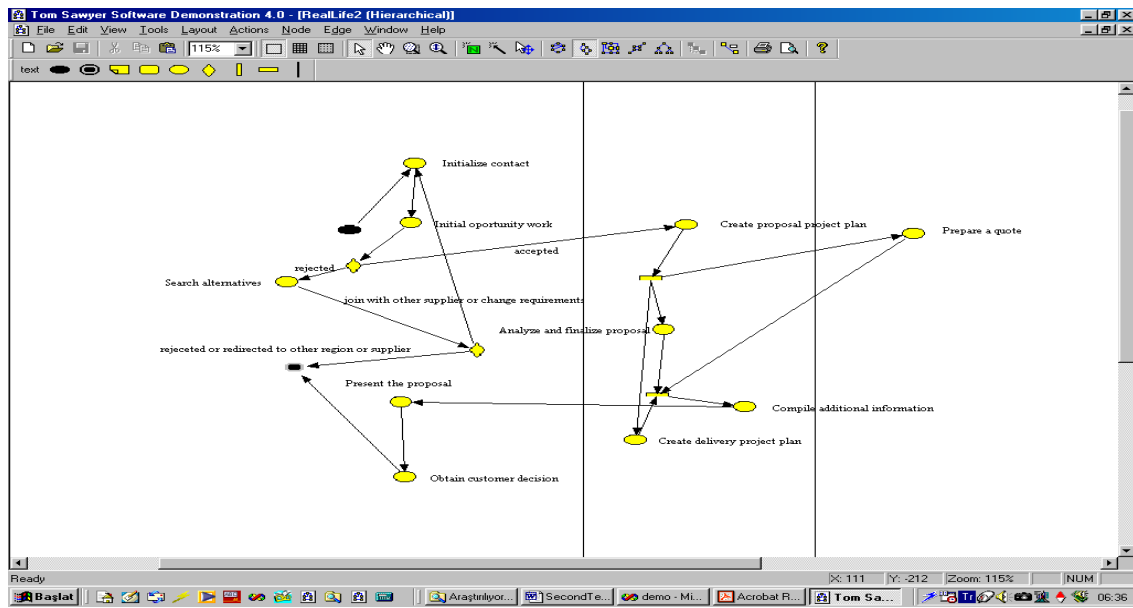 Tom Sawyer Software Demonstration 4.0 - [RealLife2 (Hierarchical)]
File Edit View Tools Layout Actions Node Edge Window Help
115%
text
Initialize contact
Initial oportunity work
Create proposal project plan
Prepare a quote
accepted
rejected
Search alternatives
join with other supplier or change requirements
Analyze and finalize proposal
rejeceted or redirected to other region or supplier
Present the proposal
Compile additional information
Create delivery project plan
Obtain customer decision
Ready
X: 111 Y: -212 Zoom: 115% NUM
Başlat Araştırılıyor... SecondTe... demo - Mi... Acrobat R... Tom Sa... Tr 06:36